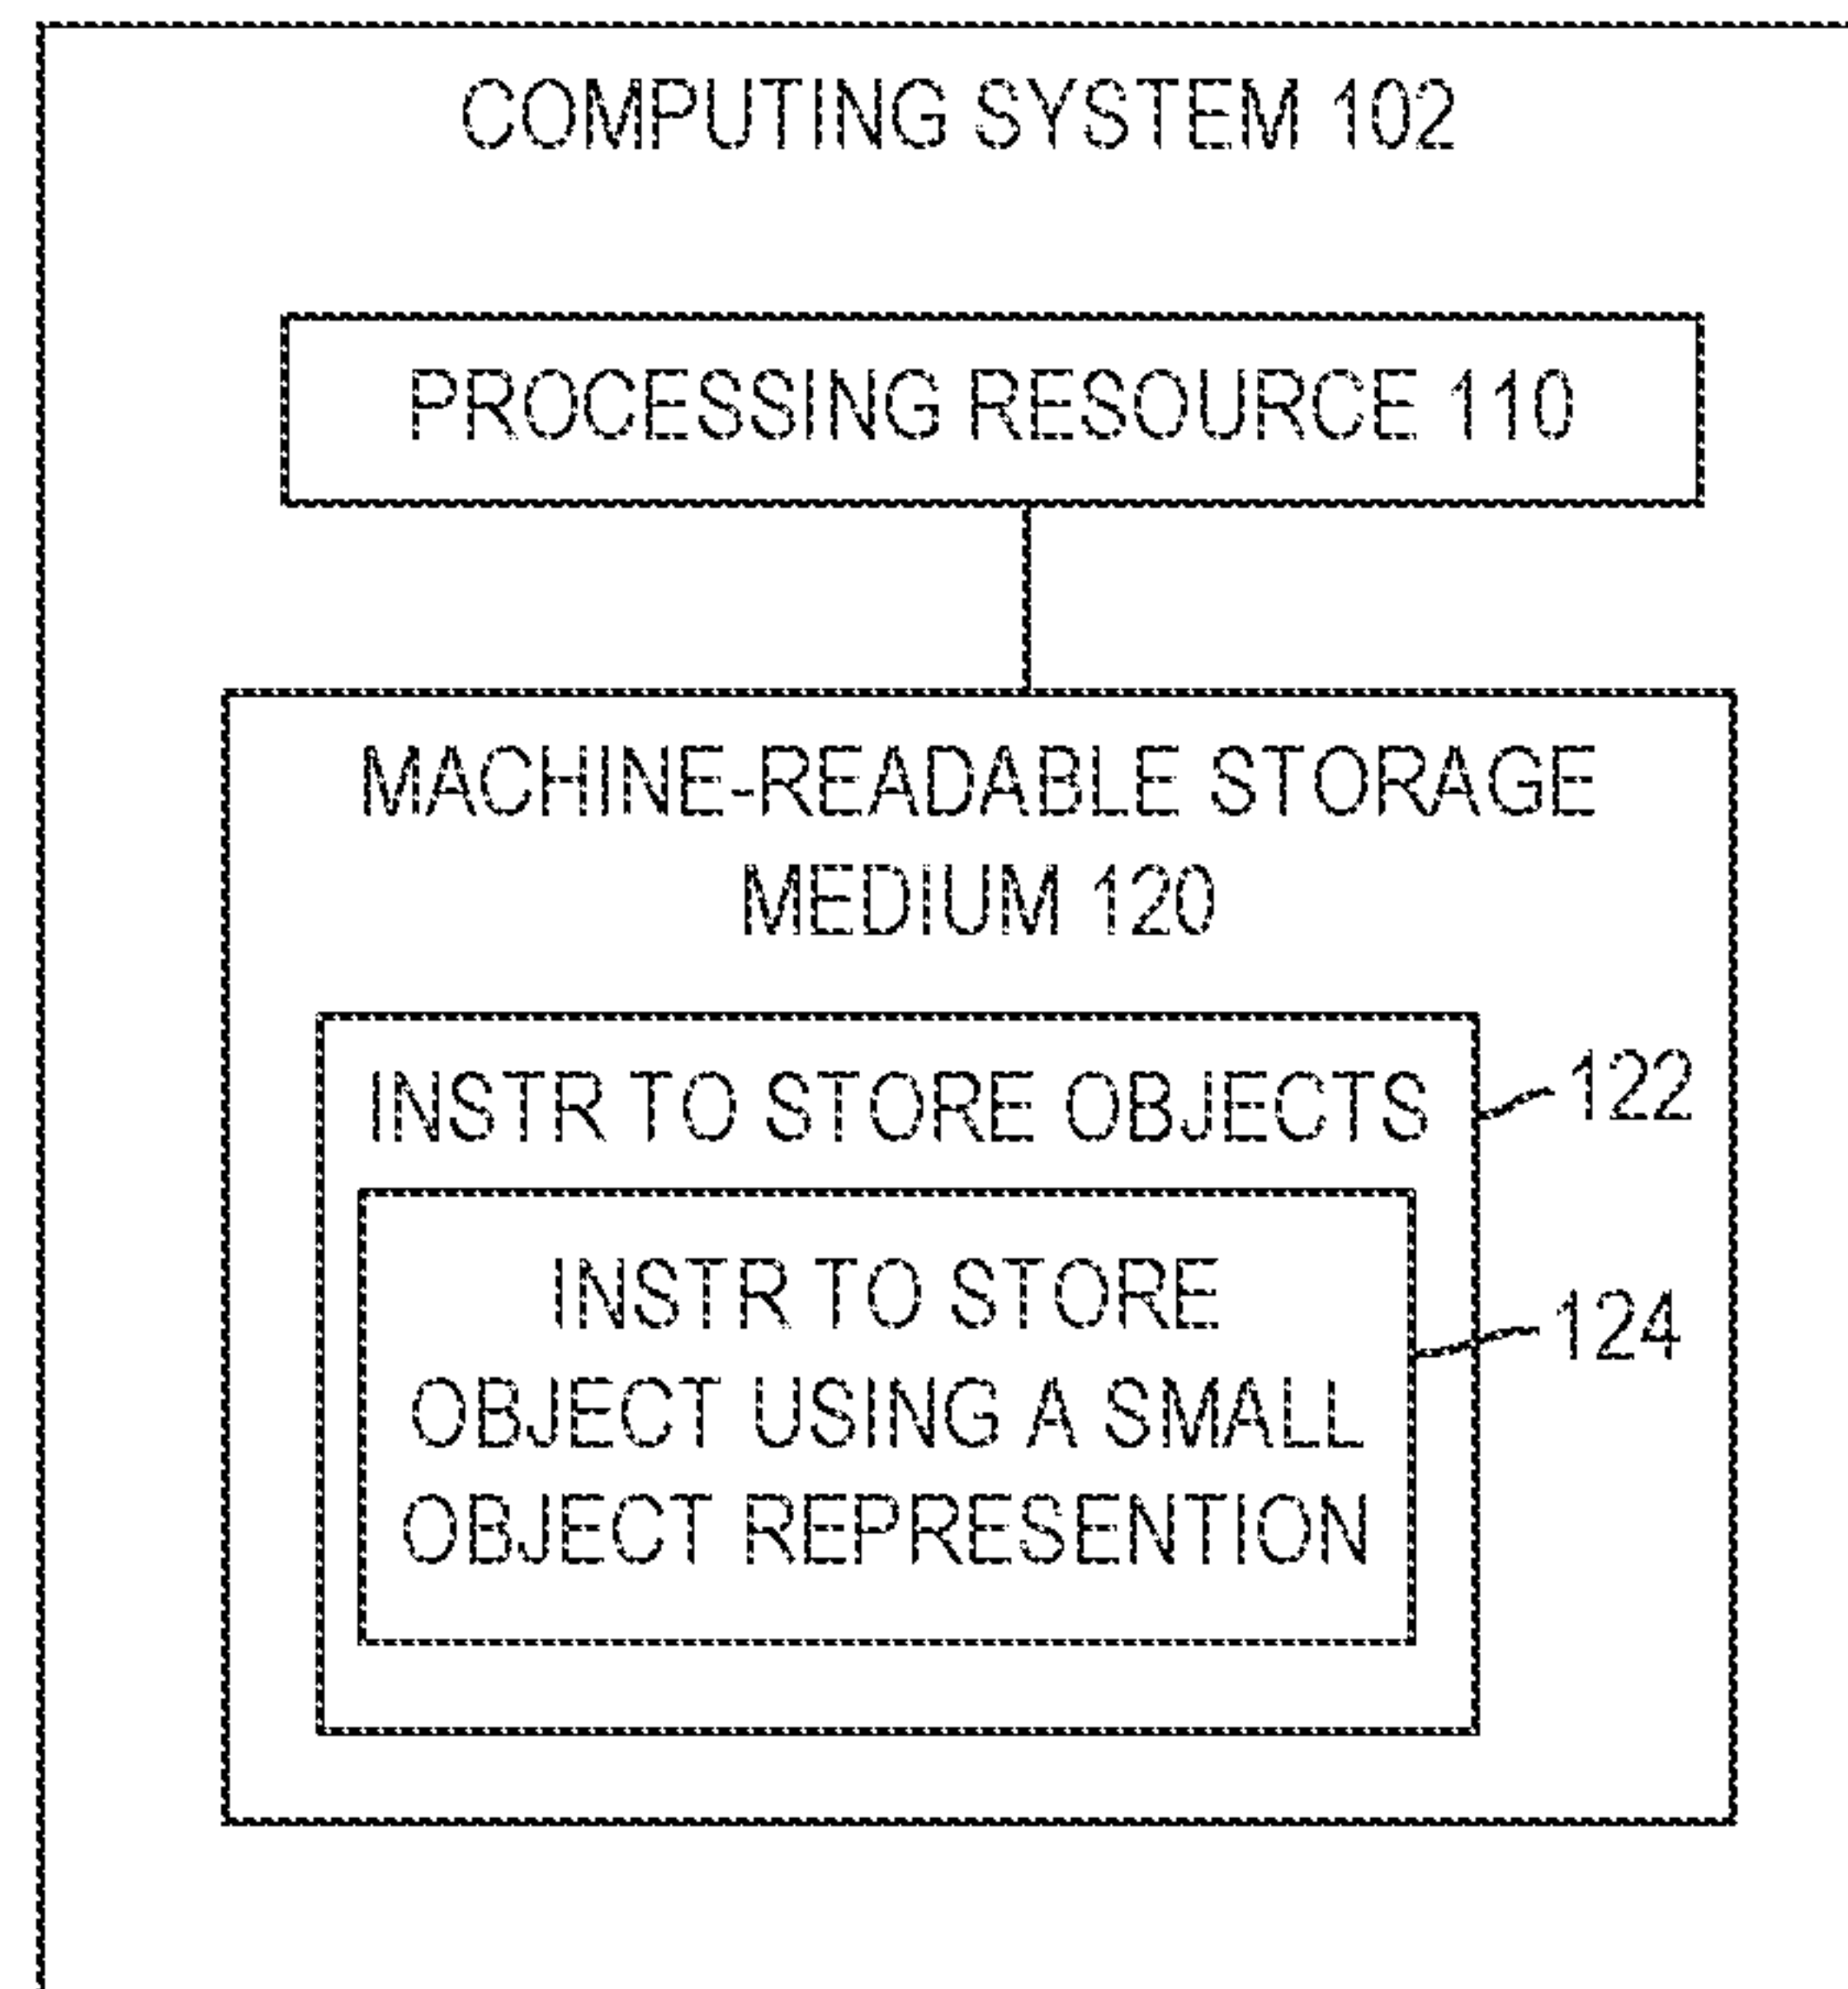 COMPUTING SYSTEM 102
PROCESSING RESOURCE 110
MACHINE-READABLE STORAGE
MEDIUM 120
INSTR TO STORE OBJECTS
122
INSTR TO STORE
OBJECT USING A SMALL
OBJECT REPRESENTION
124